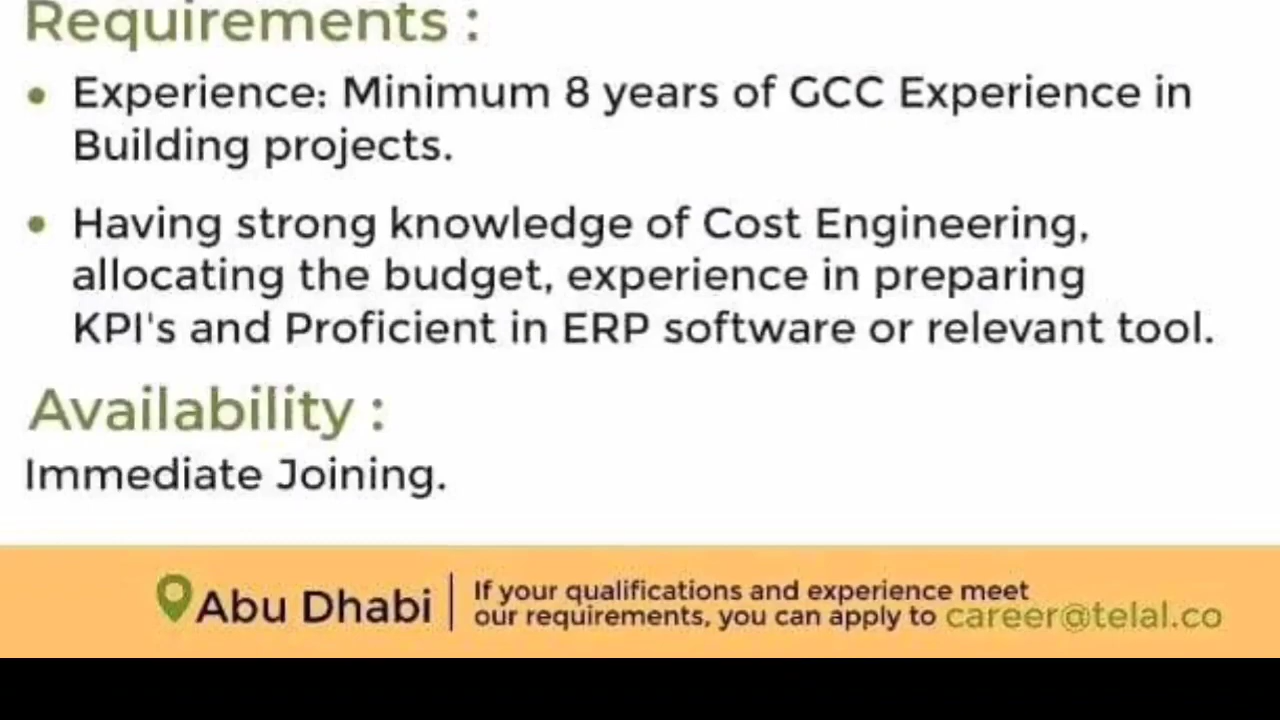 Requirements :
• Experience: Minimum 8 years of GCC Experience in
Building projects.
• Having strong knowledge of Cost Engineering,
allocating the budget, experience in preparing
KPI's and Proficient in ERP software or relevant tool.
Availability :
Immediate Joining.
Abu Dhabi
If your qualifications and experience meet
our requirements, you can apply to career@telal.co